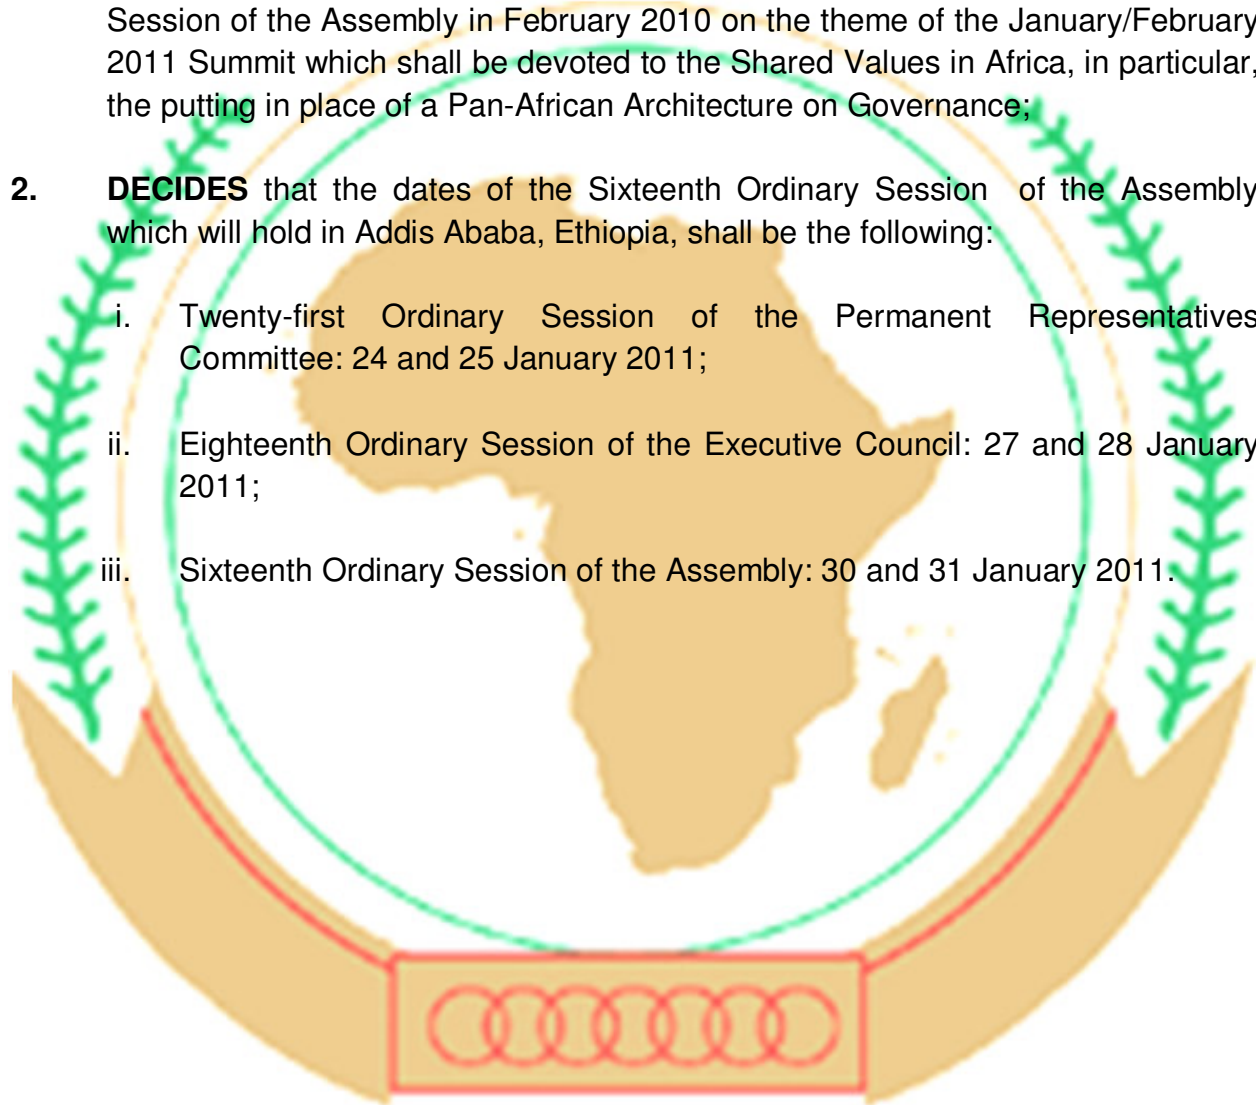 Session of the Assembly in February 2010 on the theme of the January/February
2011 Summit which shall be devoted to the Shared Values in Africa, in particular,
the putting in place of a Pan-African Architecture on Governance;
2. DECIDES that the dates of the Sixteenth Ordinary Session of the Assembly
which will hold in Addis Ababa, Ethiopia, shall be the following:
i. Twenty-first Ordinary Session of the Permanent Representatives
Committee: 24 and 25 January 2011;
ii. Eighteenth Ordinary Session of the Executive Council: 27 and 28 January
2011;
iii. Sixteenth Ordinary Session of the Assembly: 30 and 31 January 2011.